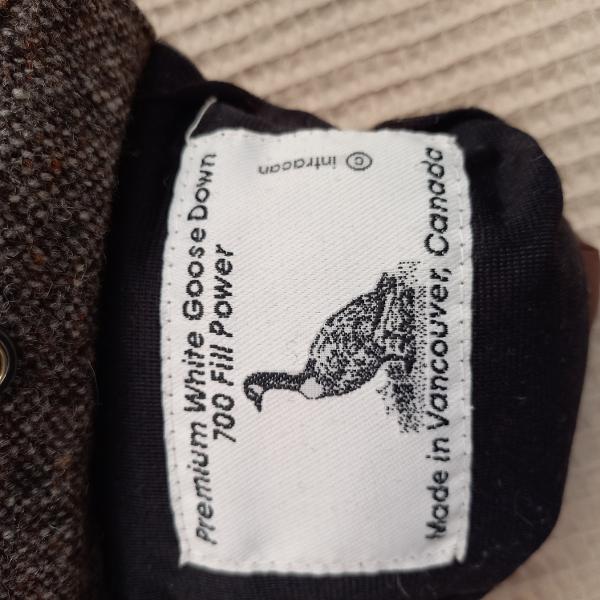 Premium White Goose Down
700 Fill Power
Made in Vancouver, Canada
© intracan